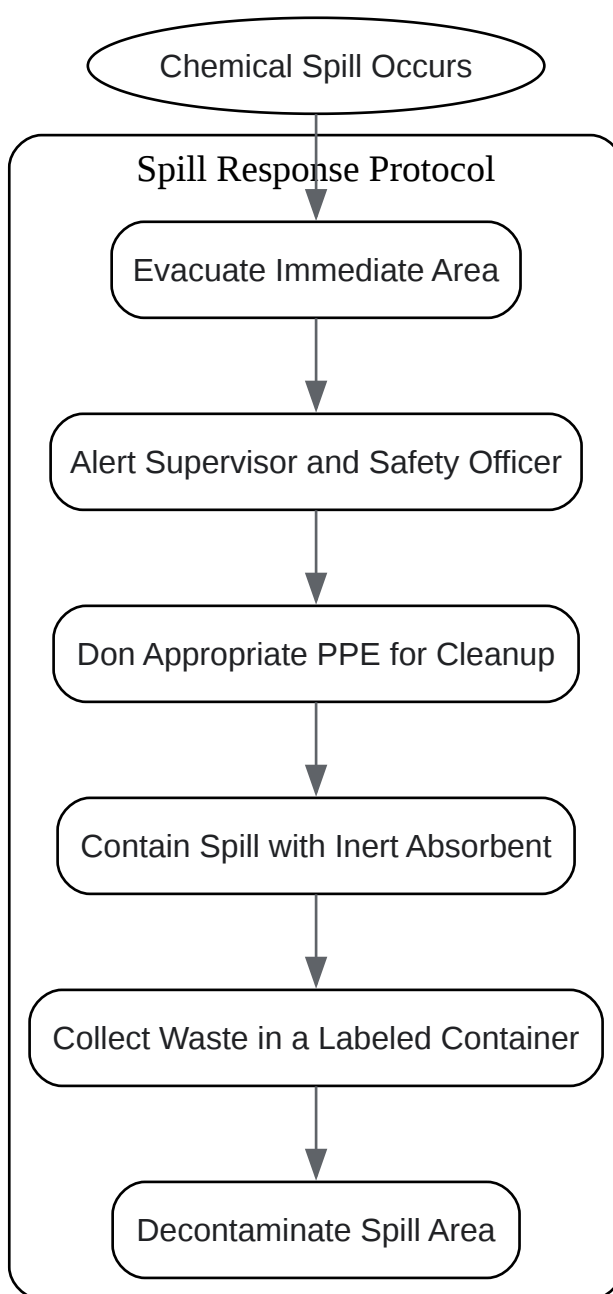 Chemical Spill Occurs
Spill Response Protocol
Evacuate Immediate Area
Alert Supervisor and Safety Officer
Don Appropriate PPE for Cleanup
Contain Spill with Inert Absorbent
Collect Waste in a Labeled Container
Decontaminate Spill Area